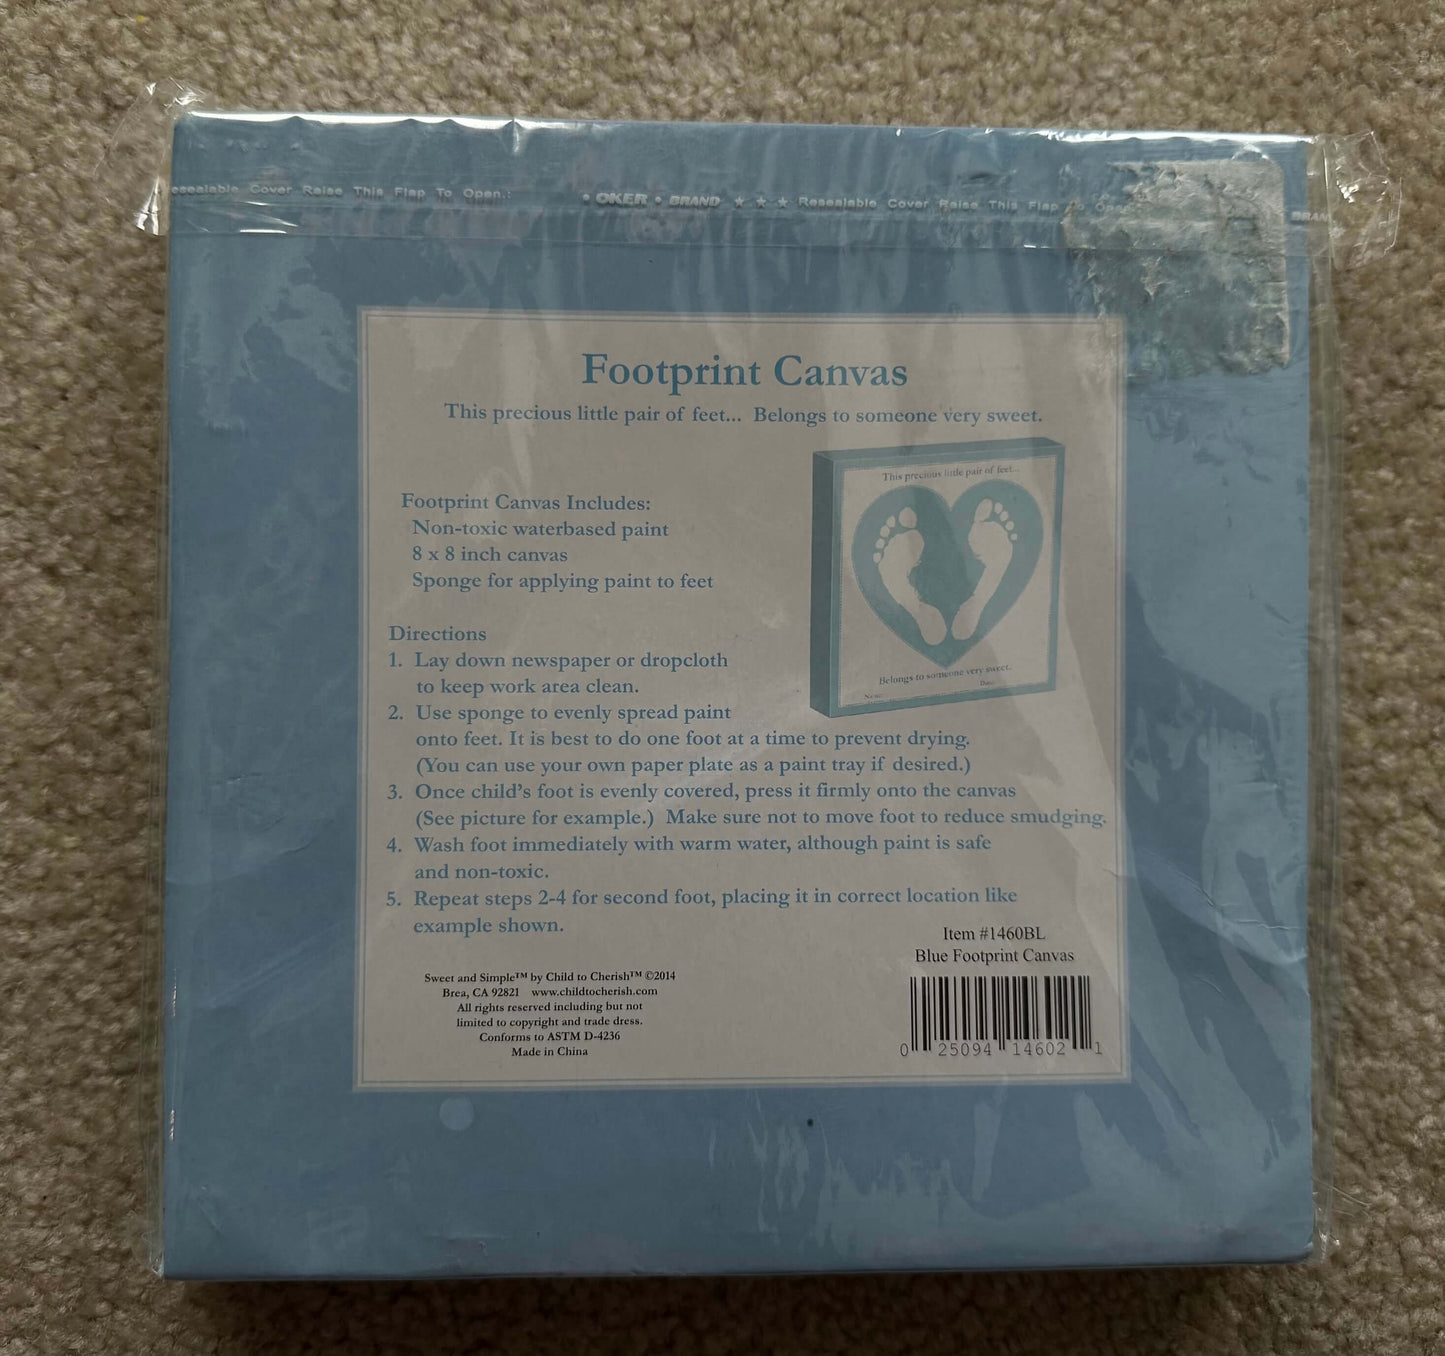 esealable Cover Raise This Flap To Open.: • OKER • BRAND ★ ★ ★ Resealable Cover Raise This Flap To Open BRAN
Footprint Canvas
This precious little pair of feet... Belongs to someone very sweet.
This precious little pair of feet...
Belongs to someone very sweet.
Name: Date:
Footprint Canvas Includes:
Non-toxic waterbased paint
8 x 8 inch canvas
Sponge for applying paint to feet
Directions
1. Lay down newspaper or dropcloth
to keep work area clean.
2. Use sponge to evenly spread paint
onto feet. It is best to do one foot at a time to prevent drying.
(You can use your own paper plate as a paint tray if desired.)
3. Once child's foot is evenly covered, press it firmly onto the canvas
(See picture for example.) Make sure not to move foot to reduce smudging.
4. Wash foot immediately with warm water, although paint is safe
and non-toxic.
5. Repeat steps 2-4 for second foot, placing it in correct location like
example shown.
Item #1460BL
Blue Footprint Canvas
0 25094 14602 1
Sweet and Simple™ by Child to Cherish™ ©2014
Brea, CA 92821 www.childtocherish.com
All rights reserved including but not
limited to copyright and trade dress.
Conforms to ASTM D-4236
Made in China